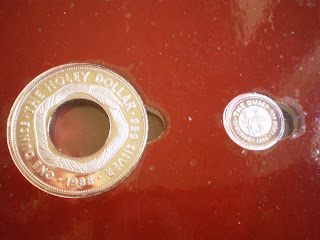 THE HOLEY DOLLAR · 999 SILVER ·
1988 · ONE OUNCE ·
THE DUMP